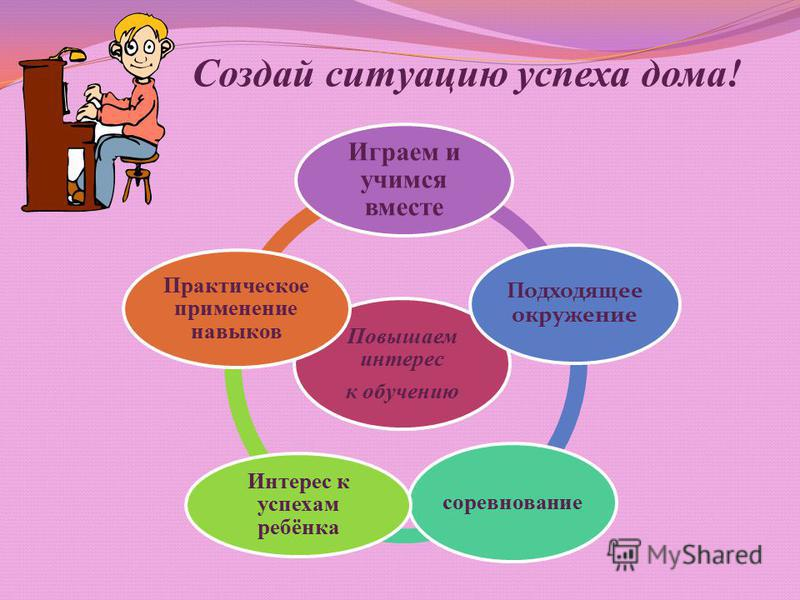 Создай ситуацию успеха дома!
Играем и
учимся
вместе
Подходящее
окружение
соревнование
Интерес к
успехам
ребёнка
Практическое
применение
навыков
Повышаем
интерес
к обучению
MyShared